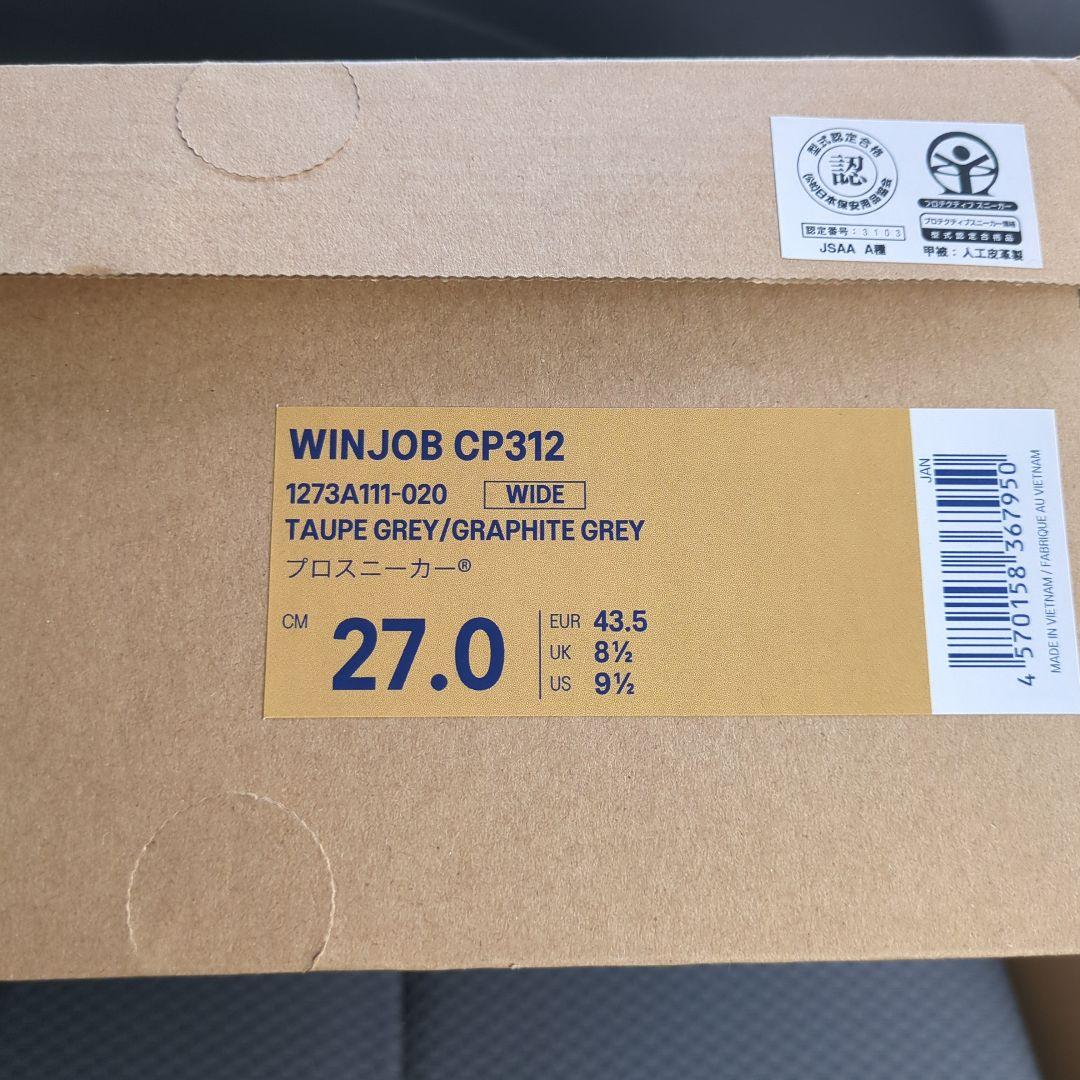 型式認定合格
認
(公社)日本保安用品協会
認定番号:3103
JSAA A種
プロテクティブ スニーカー
プロテクティブスニーカー規格
型式認定合格品
甲被:人工皮革製
WINJOB CP312
1273A111-020 WIDE
TAUPE GREY/GRAPHITE GREY
プロスニーカー®
CM 27.0
EUR 43.5
UK 8½
US 9½
JAN
4 570158 367950
MADE IN VIETNAM / FABRIQUE AU VIETNAM